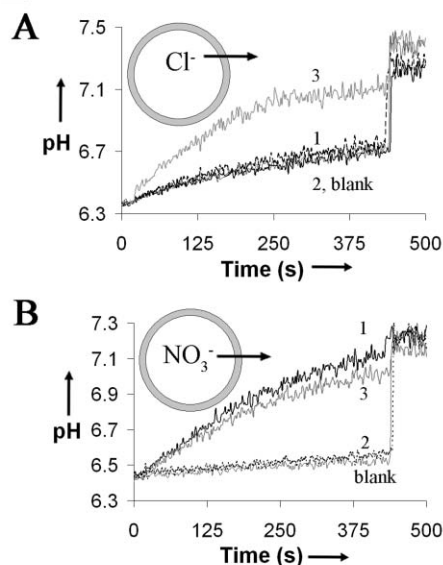 A
7.5
7.1
6.7
6.3
pH
Cl-
3
1
2, blank
0 125 250 375 500
Time (s)
B
7.3
7.1
6.9
6.7
6.5
6.3
pH
NO3-
1
3
2
blank
0 125 250 375 500
Time (s)